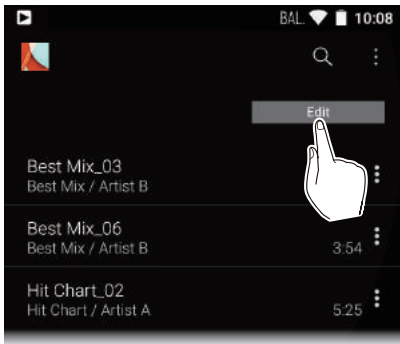 BAL. 10:08
Edit
Best Mix_03
Best Mix / Artist B
Best Mix_06
Best Mix / Artist B 3:54
Hit Chart_02
Hit Chart / Artist A 5:25